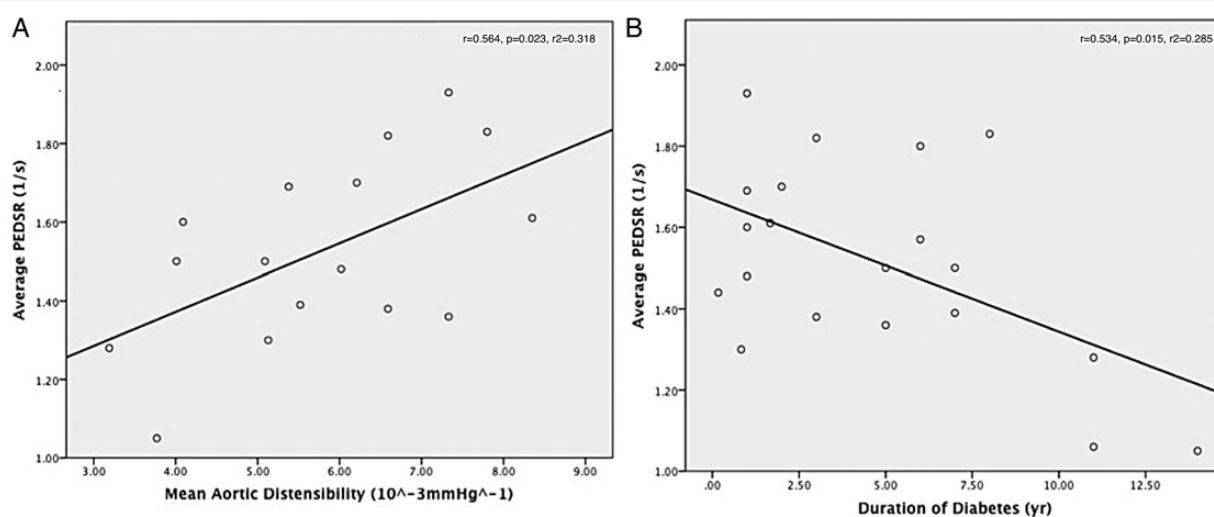 A
r=0.564, p=0.023, r2=0.318
2.00
1.80
1.60
1.40
1.20
1.00
Average PEDSR (1/s)
3.00 4.00 5.00 6.00 7.00 8.00 9.00
Mean Aortic Distensibility (10^-3mmHg^-1)
B
r=0.534, p=0.015, r2=0.285
2.00
1.80
1.60
1.40
1.20
1.00
Average PEDSR (1/s)
.00 2.50 5.00 7.50 10.00 12.50
Duration of Diabetes (yr)